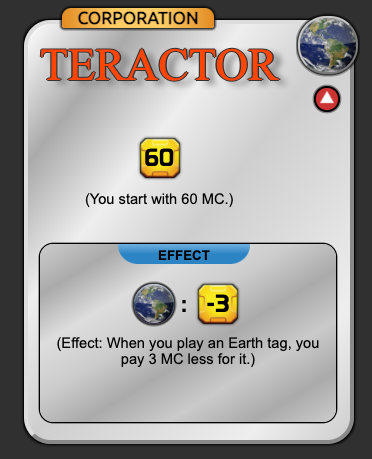 CORPORATION
TERACTOR
60
(You start with 60 MC.)
EFFECT
: -3
(Effect: When you play an Earth tag, you
pay 3 MC less for it.)